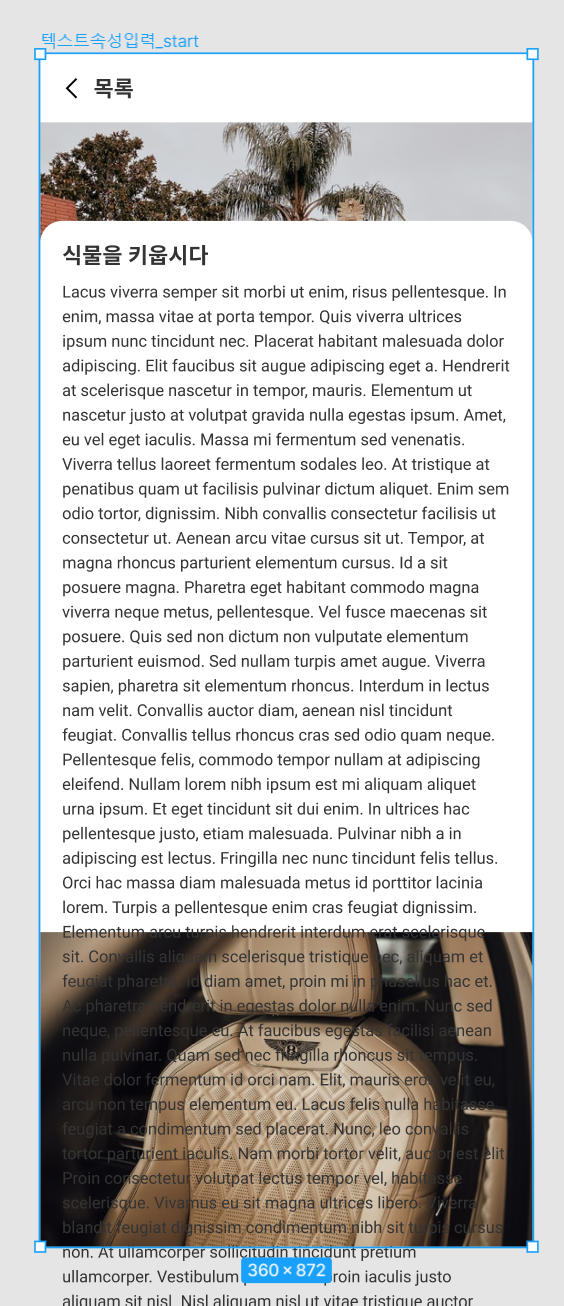 텍스트속성입력_start
목록
식물을 키웁시다
Lacus viverra semper sit morbi ut enim, risus pellentesque. In
enim, massa vitae at porta tempor. Quis viverra ultrices
ipsum nunc tincidunt nec. Placerat habitant malesuada dolor
adipiscing. Elit faucibus sit augue adipiscing eget a. Hendrerit
at scelerisque nascetur in tempor, mauris. Elementum ut
nascetur justo at volutpat gravida nulla egestas ipsum. Amet,
eu vel eget iaculis. Massa mi fermentum sed venenatis.
Viverra tellus laoreet fermentum sodales leo. At tristique at
penatibus quam ut facilisis pulvinar dictum aliquet. Enim sem
odio tortor, dignissim. Nibh convallis consectetur facilisis ut
consectetur ut. Aenean arcu vitae cursus sit ut. Tempor, at
magna rhoncus parturient elementum cursus. Id a sit
posuere magna. Pharetra eget habitant commodo magna
viverra neque metus, pellentesque. Vel fusce maecenas sit
posuere. Quis sed non dictum non vulputate elementum
parturient euismod. Sed nullam turpis amet augue. Viverra
sapien, pharetra sit elementum rhoncus. Interdum in lectus
nam velit. Convallis auctor diam, aenean nisl tincidunt
feugiat. Convallis tellus rhoncus cras sed odio quam neque.
Pellentesque felis, commodo tempor nullam at adipiscing
eleifend. Nullam lorem nibh ipsum est mi aliquam aliquet
urna ipsum. Et eget tincidunt sit dui enim. In ultrices hac
pellentesque justo, etiam malesuada. Pulvinar nibh a in
adipiscing est lectus. Fringilla nec nunc tincidunt felis tellus.
Orci hac massa diam malesuada metus id porttitor lacinia
lorem. Turpis a pellentesque enim cras feugiat dignissim.
Elementum arcu turpis hendrerit interdum erat scelerisque
sit. Convallis aliquam scelerisque tristique nec, aliquam et
feugiat pharetra id diam amet, proin mi in phasellus hac et.
Ac pharetra hendrerit in egestas dolor nulla enim. Nunc sed
neque, pellentesque eu. At faucibus egestas facilisi aenean
nulla pulvinar. Quam sed nec fringilla rhoncus sit tempus.
Vitae dolor fermentum id orci nam. Elit, mauris eros velit eu,
arcu non tempus elementum eu. Lacus felis nulla habitasse
feugiat a condimentum sed placerat. Nunc, leo convallis
tortor parturient iaculis. Nam morbi tortor velit, auctor est elit
Proin consectetur volutpat lectus tempor vel, habitasse
scelerisque. Vivamus eu sit magna ultrices libero. Viverra
blandit feugiat dignissim condimentum nibh sit turpis cursus
non. At ullamcorper sollicitudin tincidunt pretium
ullamcorper. Vestibulum proin iaculis justo
360 × 872
aliquam sit nisl. Nisl aliquam nisl ut vitae tristique auctor